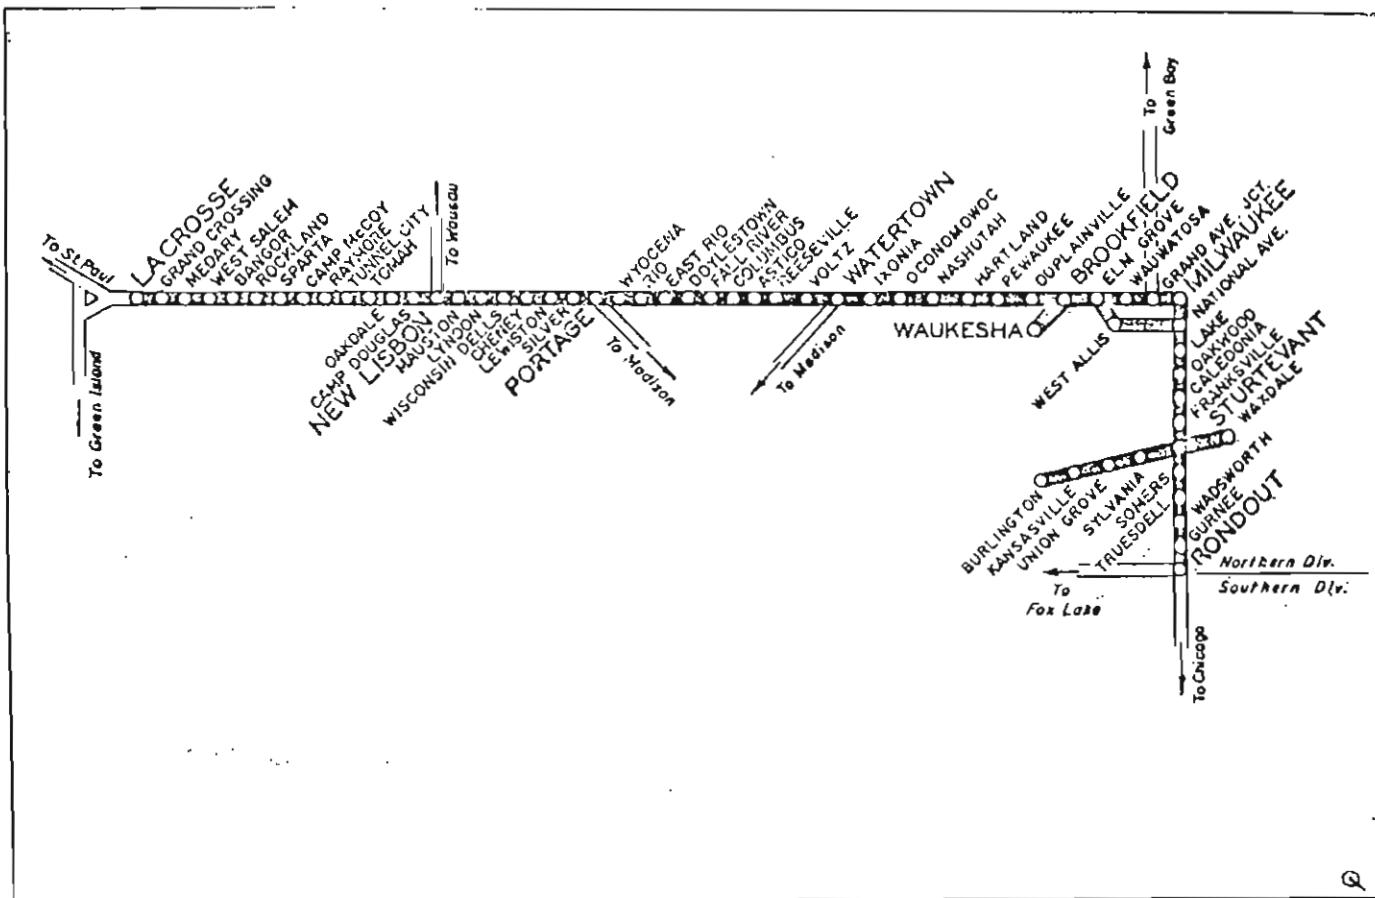 To St Paul
LACROSSE
GRAND CROSSING
MEDARY
WEST SALEM
BANGOR
ROCKLAND
SPARTA
CAMP McCOY
RAYMORE
TUNNEL CITY
TOMAH
To Wausau
WYOCENA
RIO
EAST RIO
DOYLESTOWN
FALL RIVER
COLUMBUS
ASTICO
REESEVILLE
VOLTZ
WATERTOWN
IXONIA
OCONOMOWOC
NASHOTAH
HARTLAND
PEWAUKEE
DUPLAINVILLE
BROOKFIELD
ELM GROVE
WAUWATOSA
To
Green Bay
GRAND AVE. JCT.
MILWAUKEE
NATIONAL AVE.
LAKE
OAKWOOD
CALEDONIA
FRANKSVILLE
STURTEVANT
WAXDALE
To Green Island
OAKDALE
CAMP DOUGLAS
NEW LISBON
MAUSTON
LYNDON
WISCONSIN DELLS
CHENEY
LEWISTON
SILVER
PORTAGE
To Madison
To Madison
WAUKESHA
WEST ALLIS
BURLINGTON
KANSASVILLE
UNION GROVE
SYLVANIA
SOMERS
TRUESDELL
WADSWORTH
GURNEE
RONDOUT
Northern Div.
Southern Div.
To
Fox Lake
To Chicago